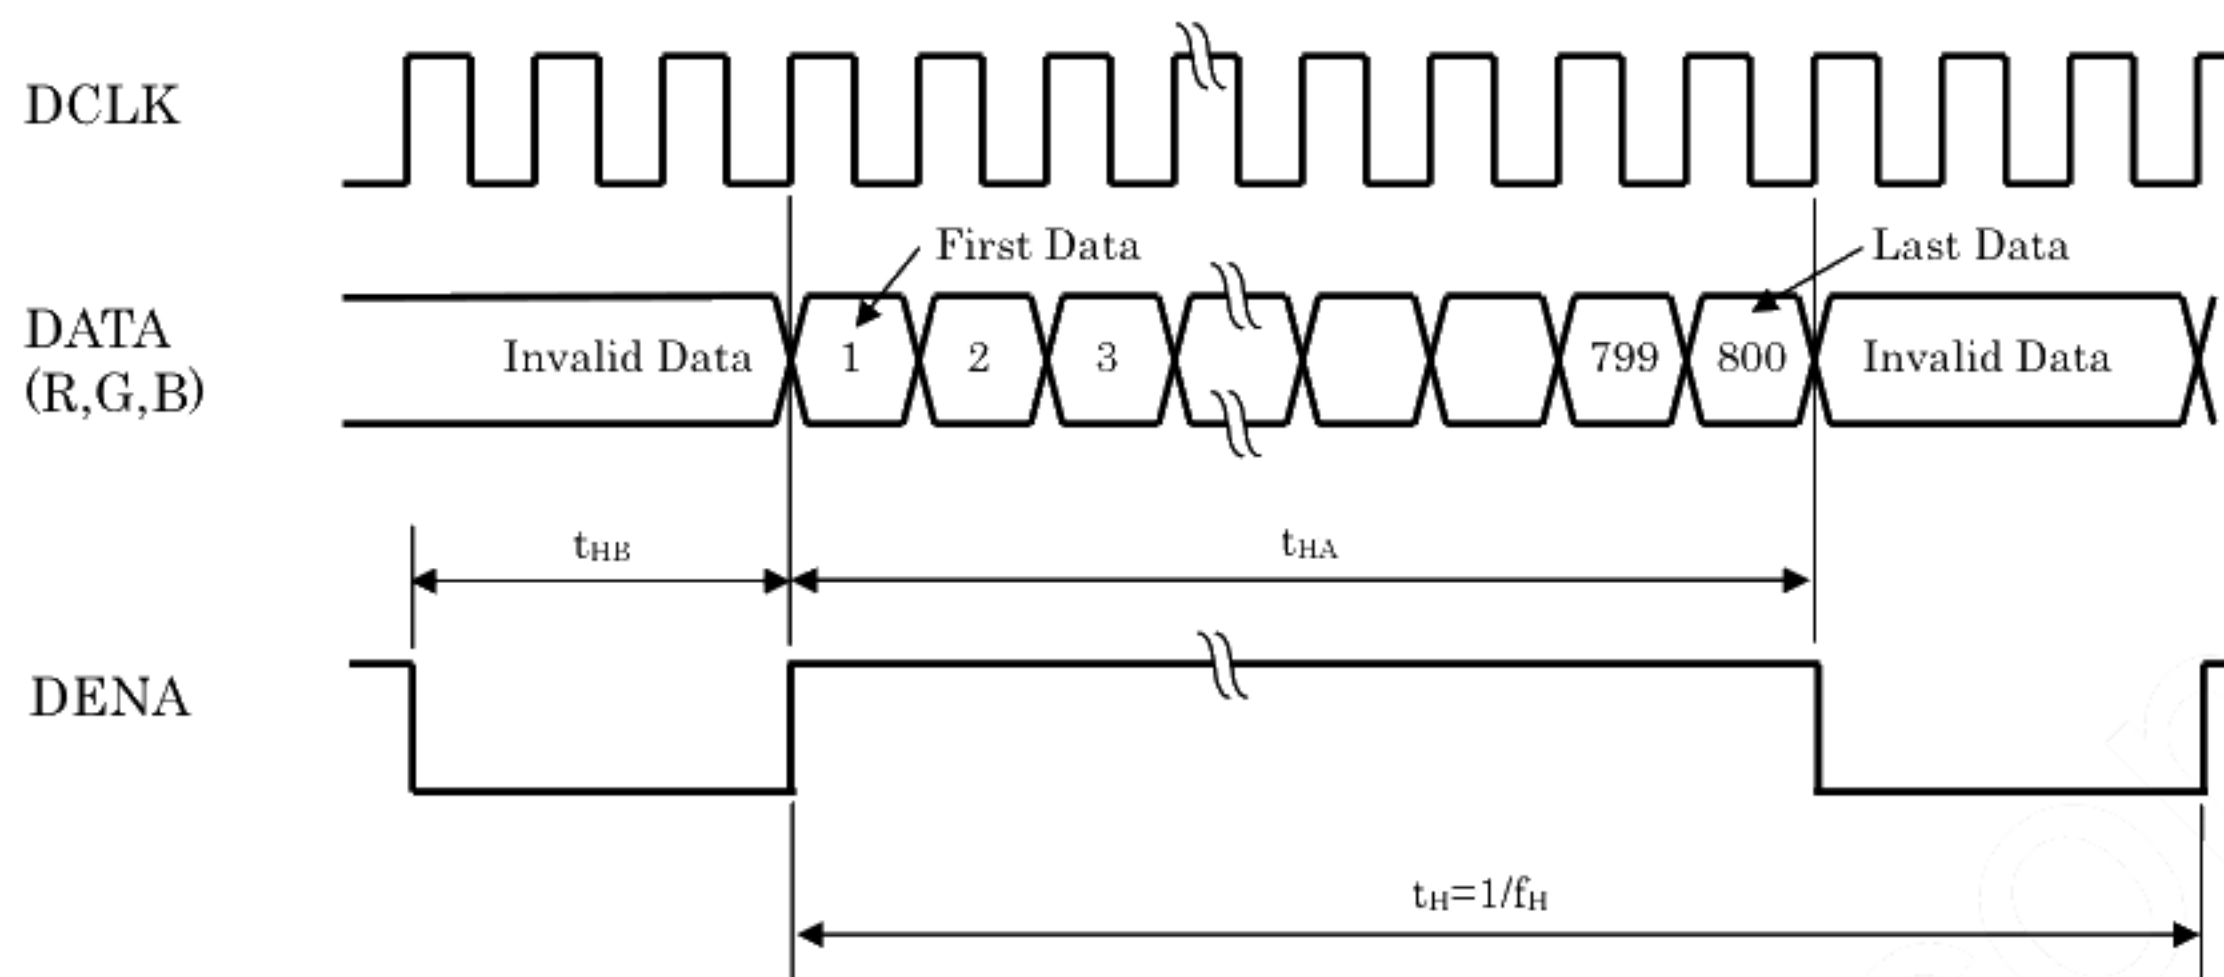 DCLK
First Data
Last Data
DATA
(R,G,B)
Invalid Data
1
2
3
799
800
Invalid Data
tHB
tHA
DENA
tH=1/fH